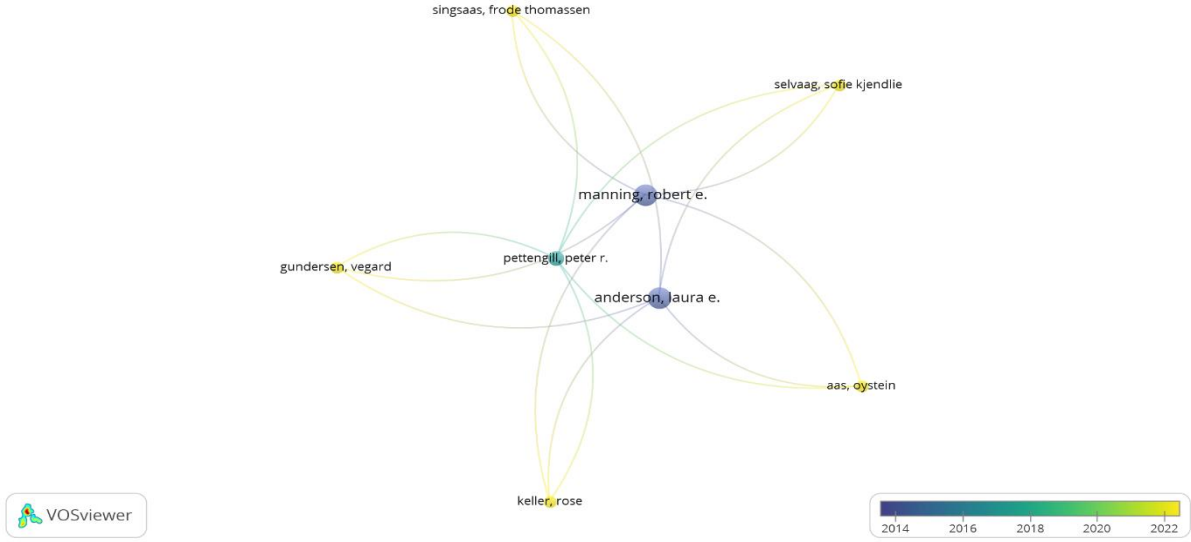 singsaas, frode thomassen
selvaag, sofie kjendlie
manning, robert e.
pettengill, peter r.
gundersen, vegard
anderson, laura e.
aas, oystein
keller, rose
VOSviewer
2014 2016 2018 2020 2022